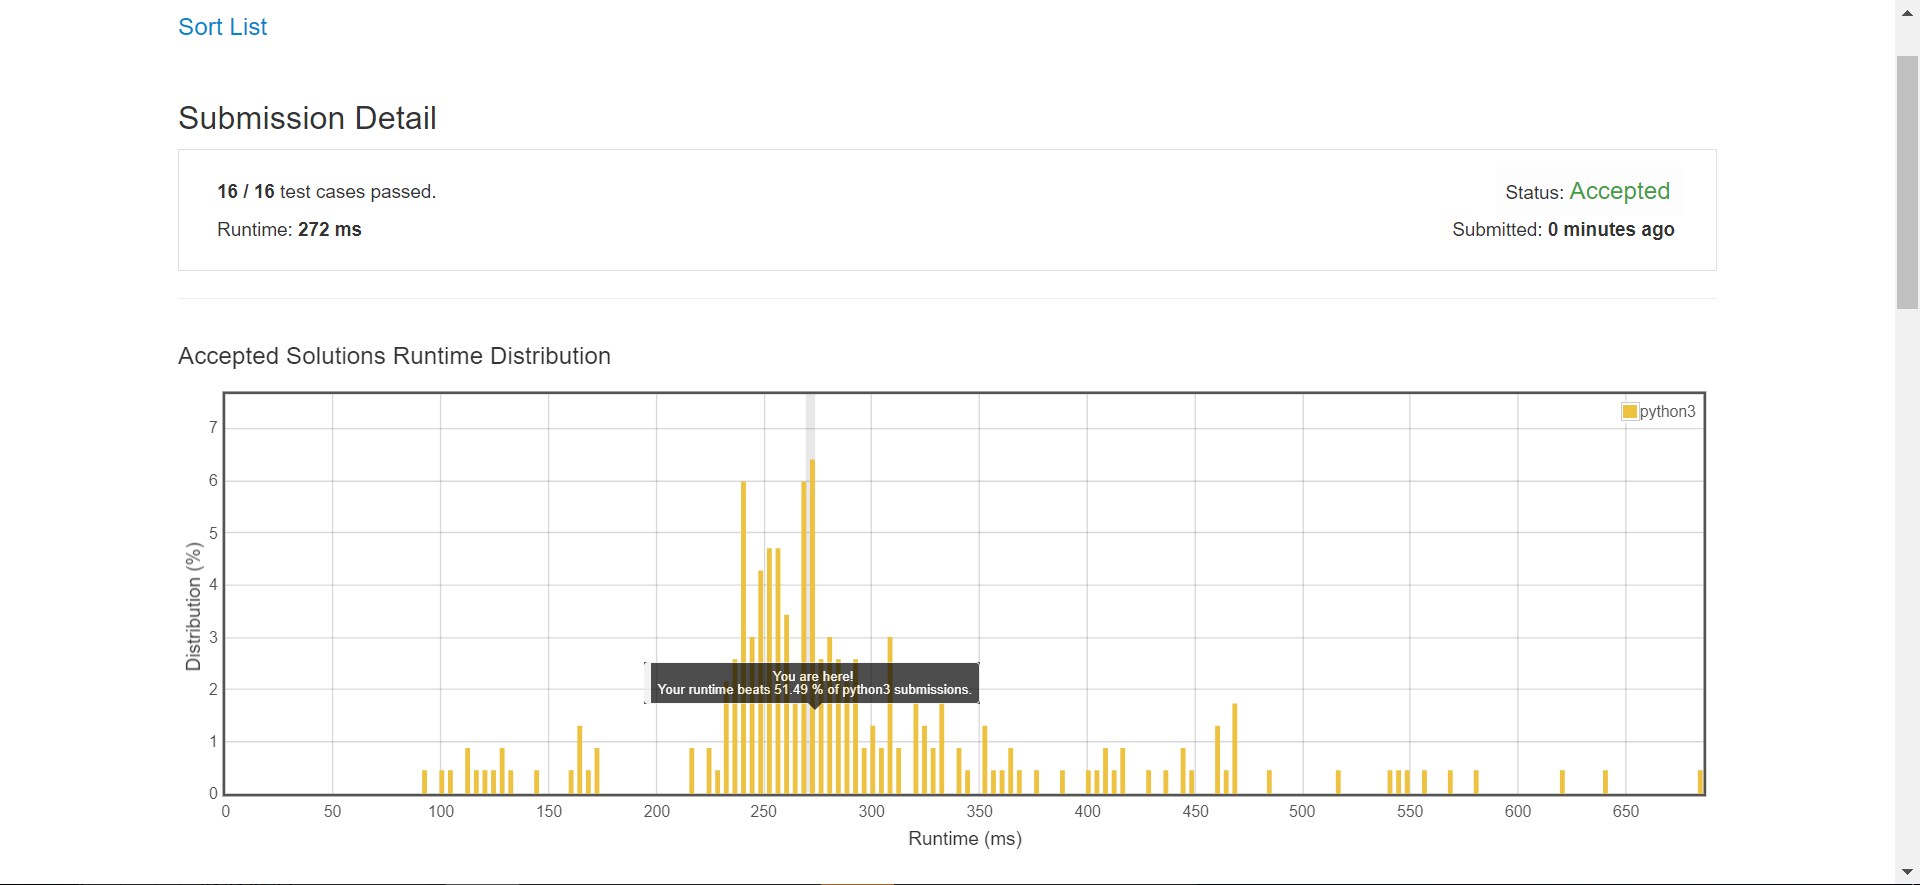 Sort List
Submission Detail
16 / 16 test cases passed.
Status: Accepted
Runtime: 272 ms
Submitted: 0 minutes ago
Accepted Solutions Runtime Distribution
python3
7
6
5
4
3
2
1
0
Distribution (%)
You are here!
Your runtime beats 51.49 % of python3 submissions.
0 50 100 150 200 250 300 350 400 450 500 550 600 650
Runtime (ms)